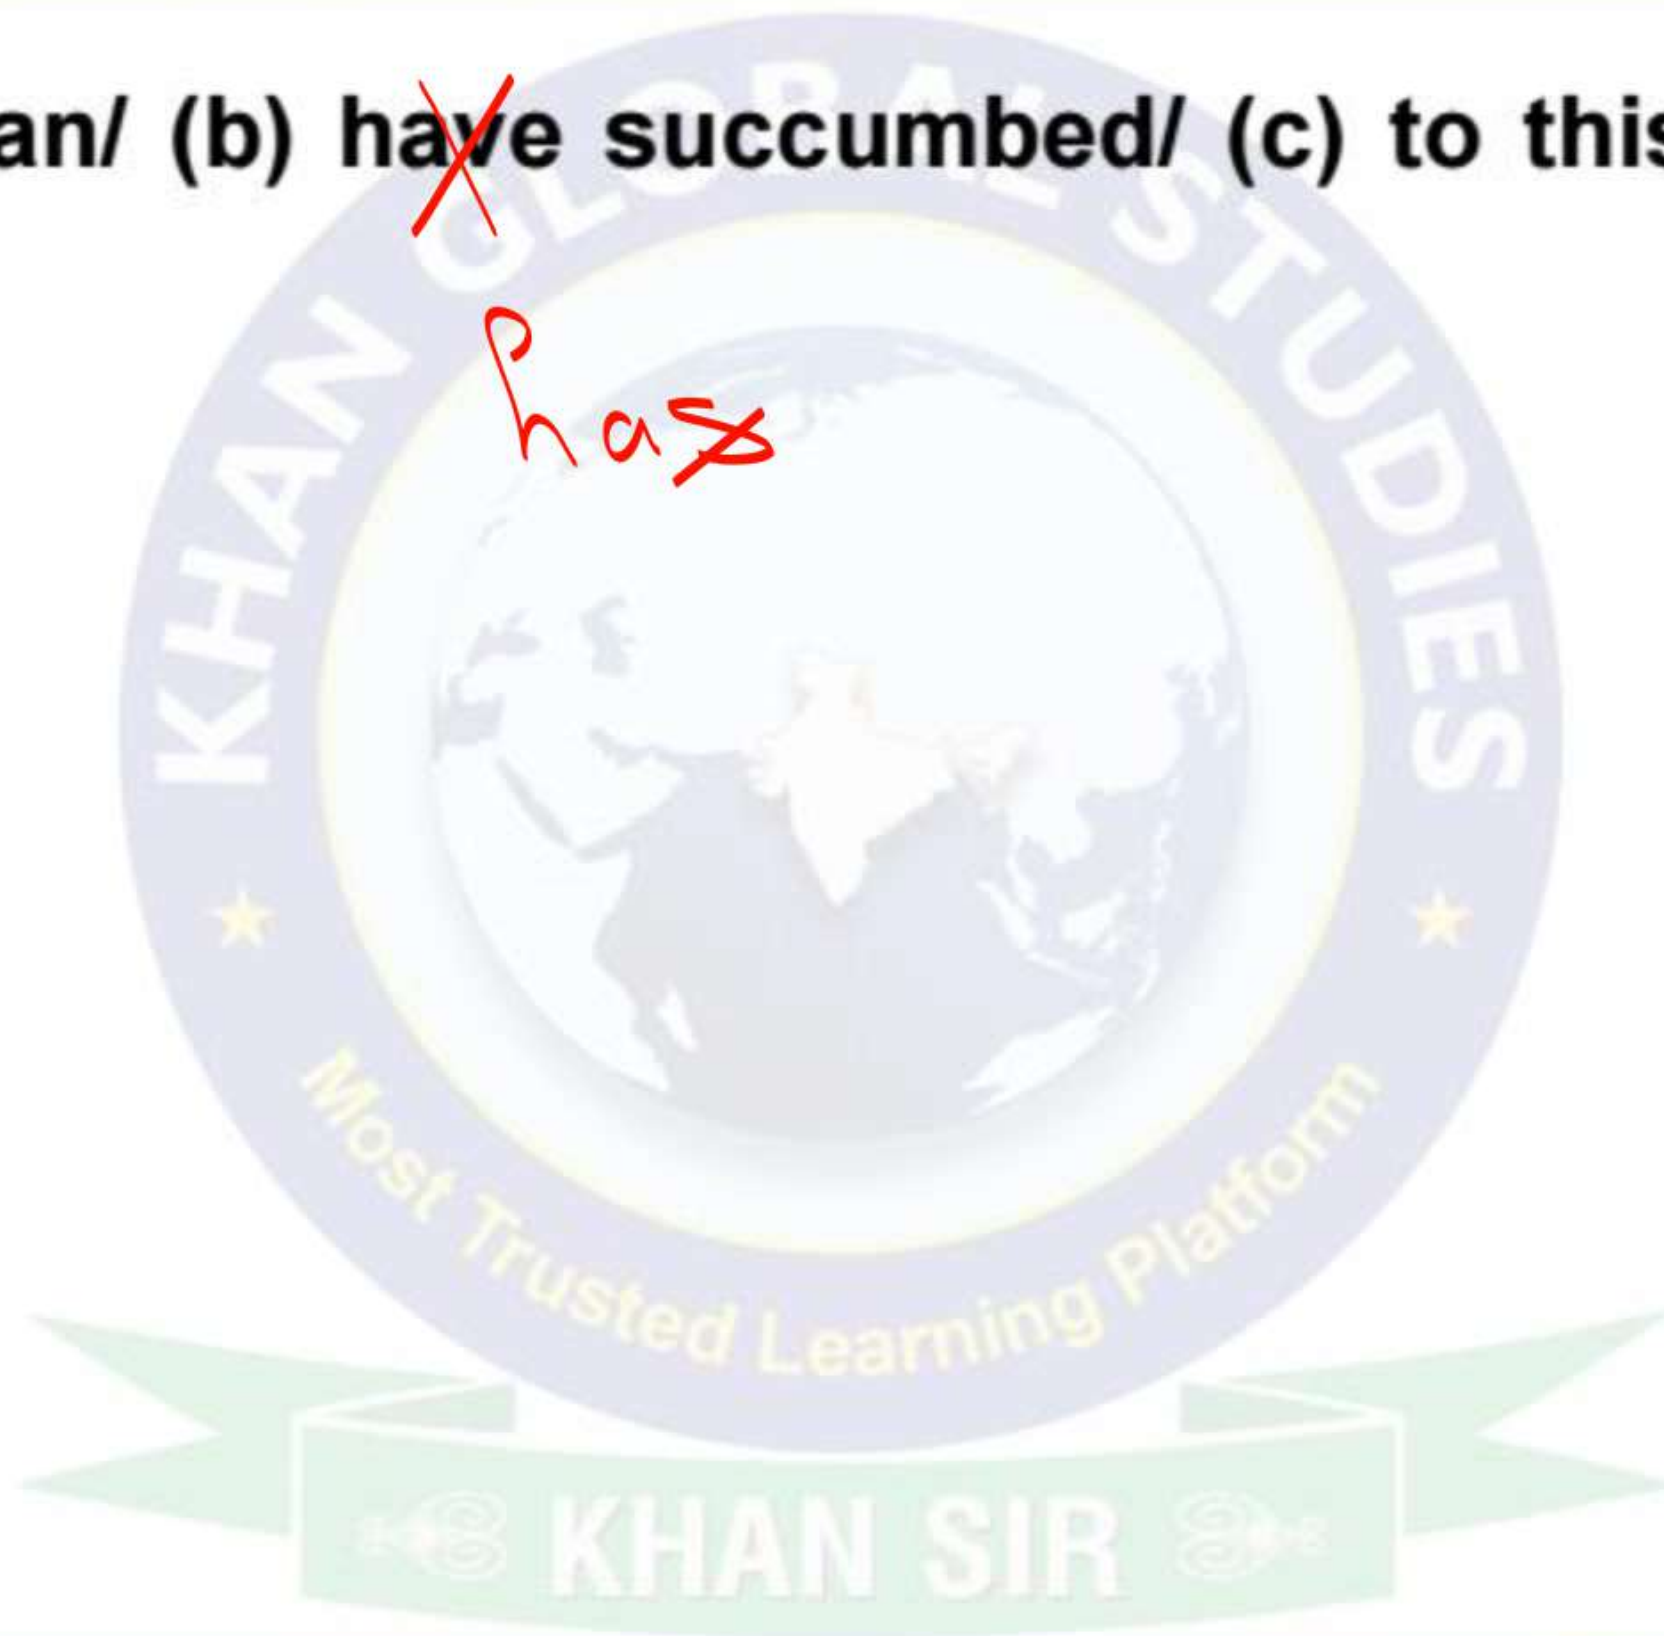 an/ (b) have succumbed/ (c) to this
has
KHAN GLOBAL STUDIES
Most Trusted Learning Platform
KHAN SIR